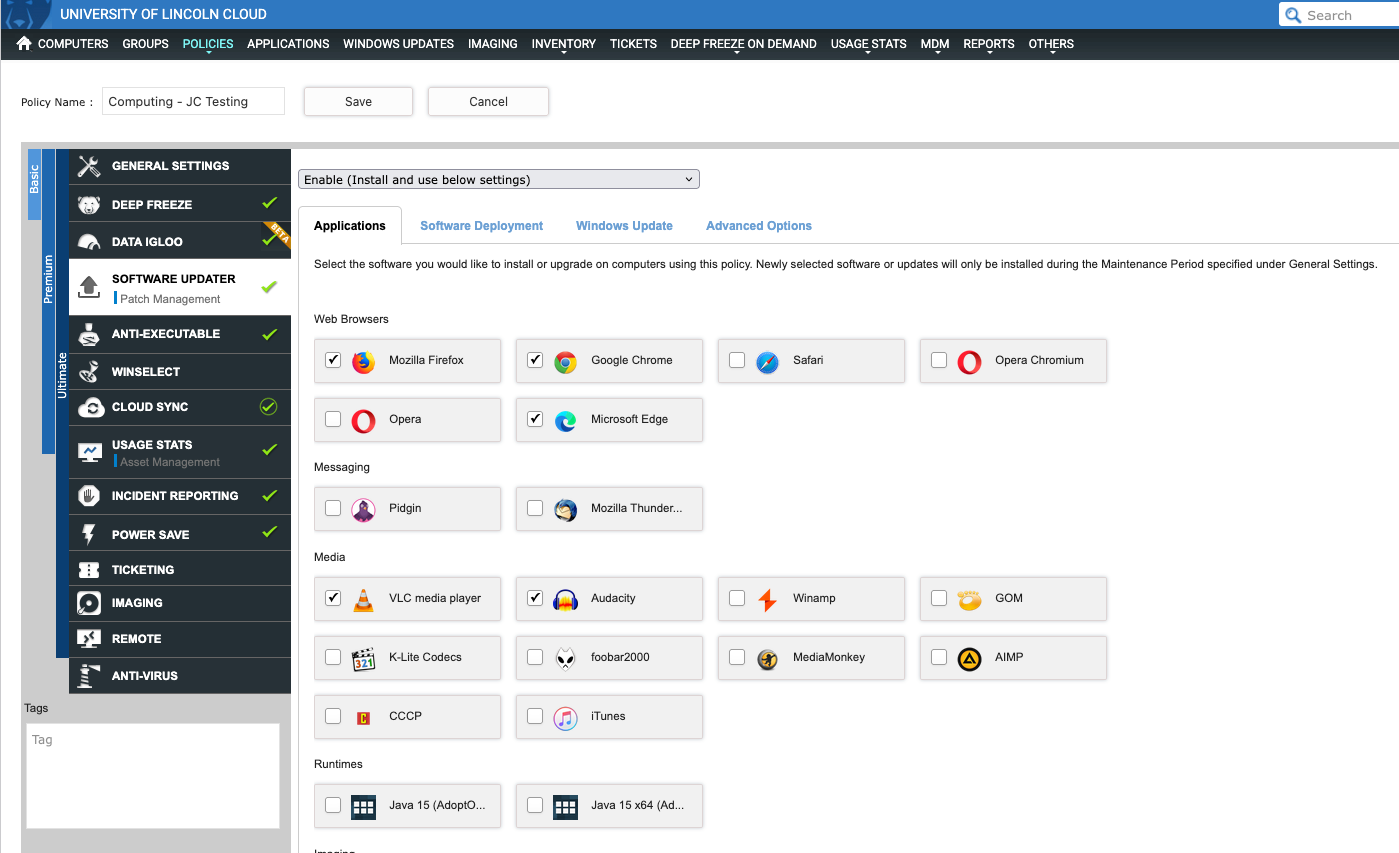 UNIVERSITY OF LINCOLN CLOUD
Search
COMPUTERS GROUPS POLICIES APPLICATIONS WINDOWS UPDATES IMAGING INVENTORY TICKETS DEEP FREEZE ON DEMAND USAGE STATS MDM REPORTS OTHERS
Policy Name : Computing - JC Testing Save Cancel
Basic
Premium
Ultimate
GENERAL SETTINGS
DEEP FREEZE
DATA IGLOO
BETA
SOFTWARE UPDATER
Patch Management
ANTI-EXECUTABLE
WINSELECT
CLOUD SYNC
USAGE STATS
Asset Management
INCIDENT REPORTING
POWER SAVE
TICKETING
IMAGING
REMOTE
ANTI-VIRUS
Tags
Tag
Enable (Install and use below settings)
Applications Software Deployment Windows Update Advanced Options
Select the software you would like to install or upgrade on computers using this policy. Newly selected software or updates will only be installed during the Maintenance Period specified under General Settings.
Web Browsers
Mozilla Firefox Google Chrome Safari Opera Chromium
Opera Microsoft Edge
Messaging
Pidgin Mozilla Thunder...
Media
VLC media player Audacity Winamp GOM
K-Lite Codecs foobar2000 MediaMonkey AIMP
321
CCCP iTunes
C
Runtimes
Java 15 (AdoptO... Java 15 x64 (Ad...
Imaging